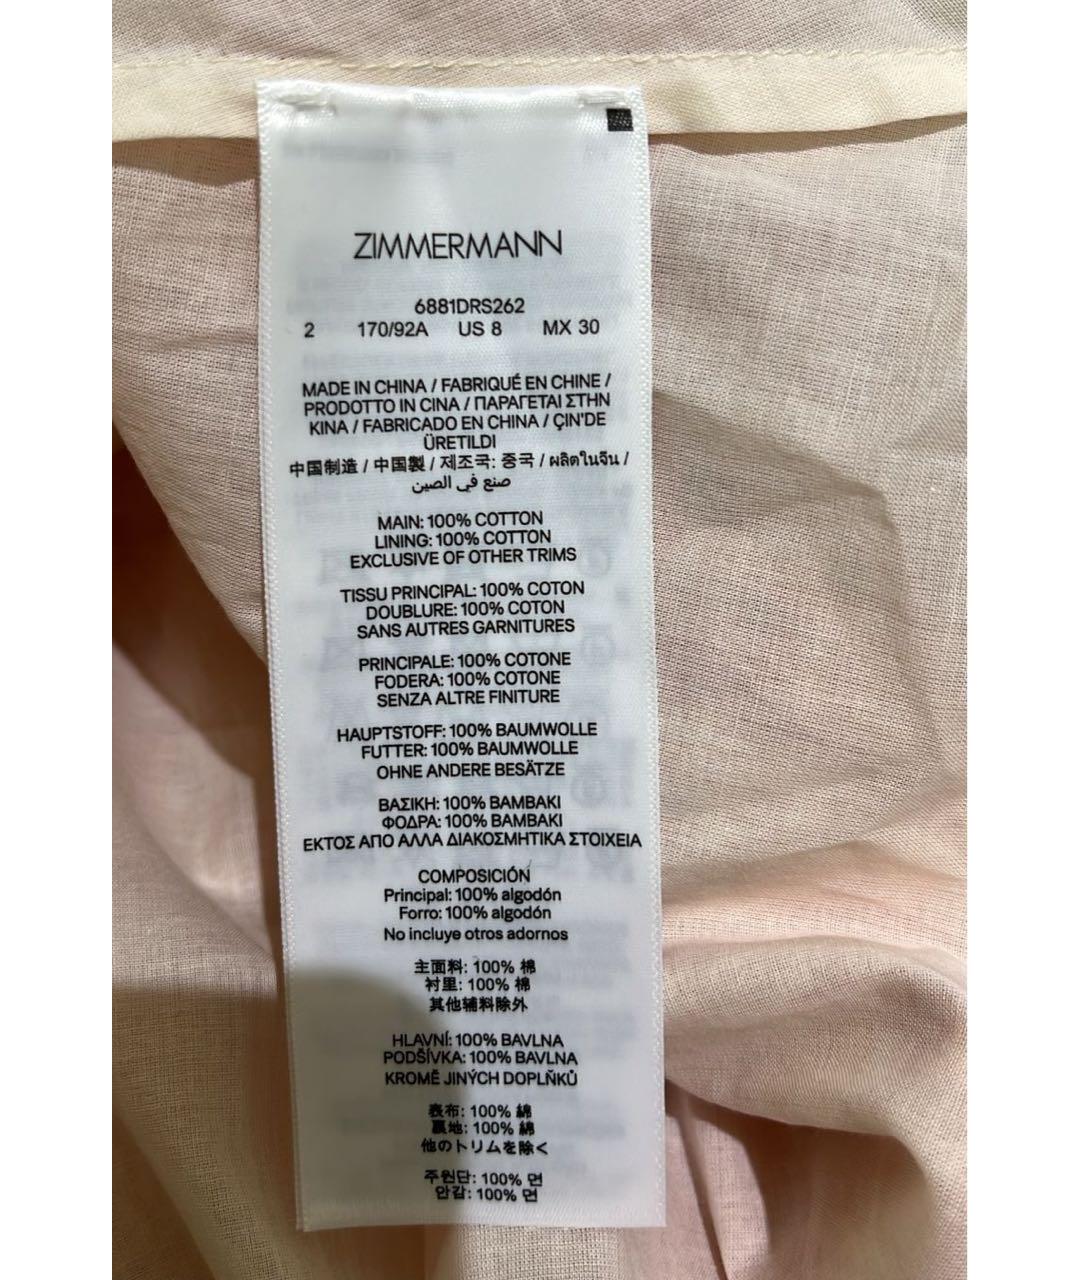 ZIMMERMANN
6881DRS262
2 170/92A US 8 MX 30
MADE IN CHINA / FABRIQUÉ EN CHINE /
PRODOTTO IN CINA / ΠΑΡΑΓΕΤΑΙ ΣΤΗΝ
ΚΙΝΑ / FABRICADO EN CHINA / ÇIN'DE
ÜRETILDI
中国制造 / 中国製 / 제조국: 중국 / ผลิตในจีน /
صنع في الصين
MAIN: 100% COTTON
LINING: 100% COTTON
EXCLUSIVE OF OTHER TRIMS
TISSU PRINCIPAL: 100% COTON
DOUBLURE: 100% COTON
SANS AUTRES GARNITURES
PRINCIPALE: 100% COTONE
FODERA: 100% COTONE
SENZA ALTRE FINITURE
HAUPTSTOFF: 100% BAUMWOLLE
FUTTER: 100% BAUMWOLLE
OHNE ANDERE BESÄTZE
ΒΑΣΙΚΗ: 100% ΒΑΜΒΑΚΙ
ΦΟΔΡΑ: 100% ΒΑΜΒΑΚΙ
ΕΚΤΟΣ ΑΠΟ ΑΛΛΑ ΔΙΑΚΟΣΜΗΤΙΚΑ ΣΤΟΙΧΕΙΑ
COMPOSICIÓN
Principal: 100% algodón
Forro: 100% algodón
No incluye otros adornos
主面料: 100% 棉
衬里: 100% 棉
其他辅料除外
HLAVNÍ: 100% BAVLNA
PODŠÍVKA: 100% BAVLNA
KROMĚ JINÝCH DOPLŇKŮ
表布: 100% 綿
裏地: 100% 綿
他のトリムを除く
주원단: 100% 면
안감: 100% 면